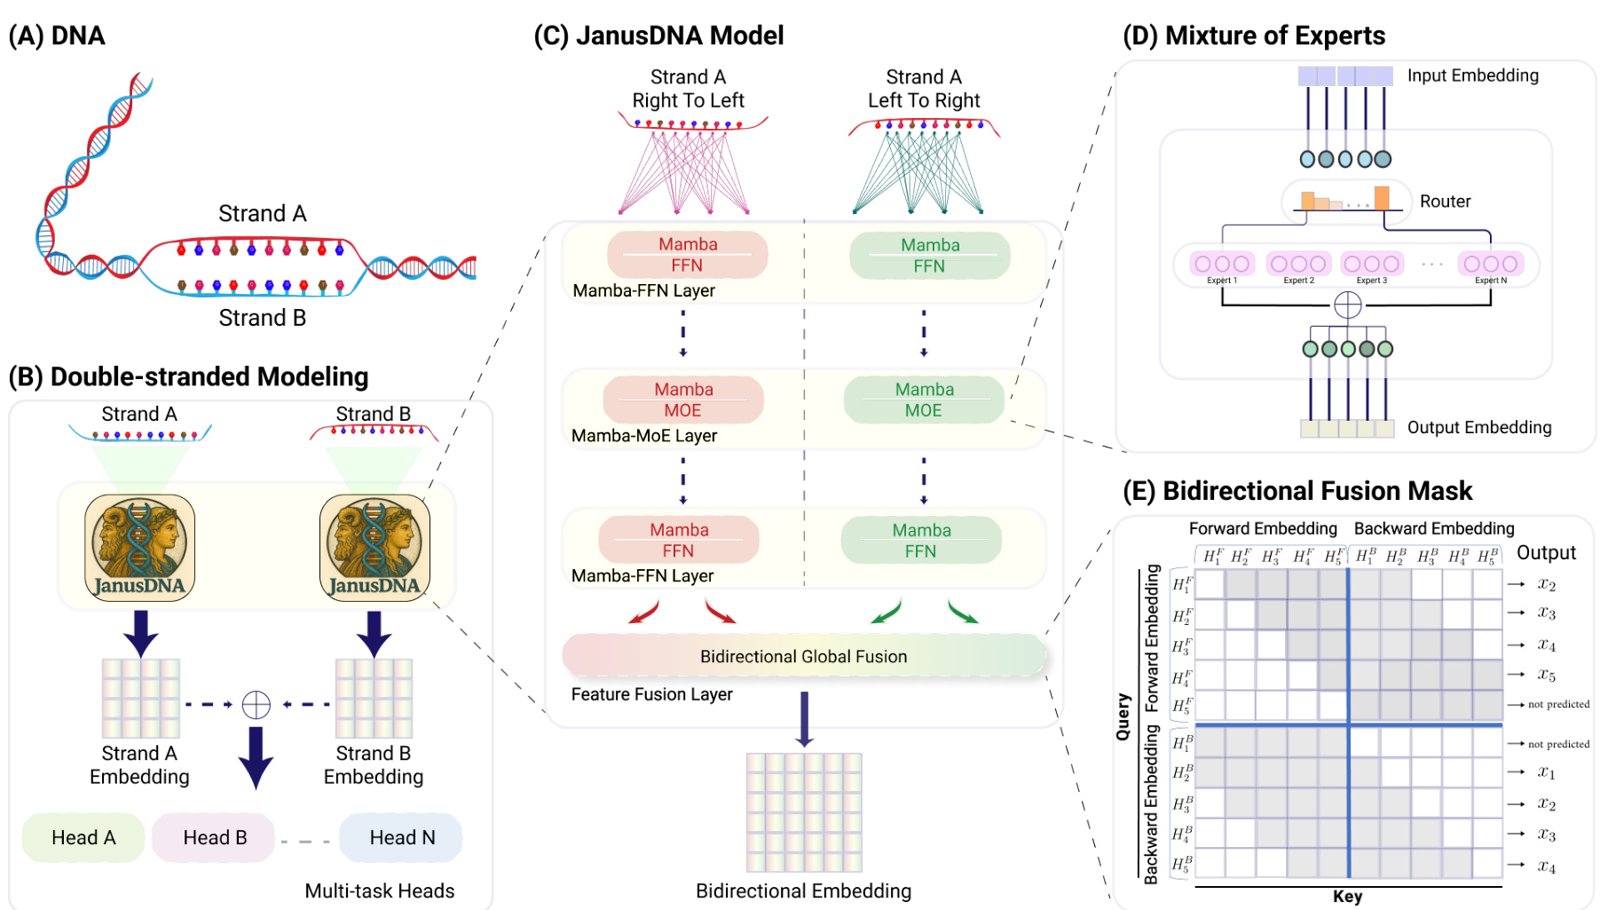 (A) DNA
Strand A
Strand B
(B) Double-stranded Modeling
Strand A
Strand B
JanusDNA
JanusDNA
Strand A
Embedding
Strand B
Embedding
Head A
Head B
Head N
Multi-task Heads
(C) JanusDNA Model
Strand A
Right To Left
Strand A
Left To Right
Mamba
FFN
Mamba
FFN
Mamba-FFN Layer
Mamba
MOE
Mamba
MOE
Mamba-MoE Layer
Mamba
FFN
Mamba
FFN
Mamba-FFN Layer
Bidirectional Global Fusion
Feature Fusion Layer
Bidirectional Embedding
(D) Mixture of Experts
Input Embedding
Router
Expert 1
Expert 2
Expert 3
...
Expert N
Output Embedding
(E) Bidirectional Fusion Mask
Forward Embedding
Backward Embedding
H₁ᶠ H₂ᶠ H₃ᶠ H₄ᶠ H₅ᶠ H₁ᴮ H₂ᴮ H₃ᴮ H₄ᴮ H₅ᴮ
Output
Query
Forward Embedding
H₁ᶠ → x₂
H₂ᶠ → x₃
H₃ᶠ → x₄
H₄ᶠ → x₅
H₅ᶠ → not predicted
Backward Embedding
H₁ᴮ → not predicted
H₂ᴮ → x₁
H₃ᴮ → x₂
H₄ᴮ → x₃
H₅ᴮ → x₄
Key